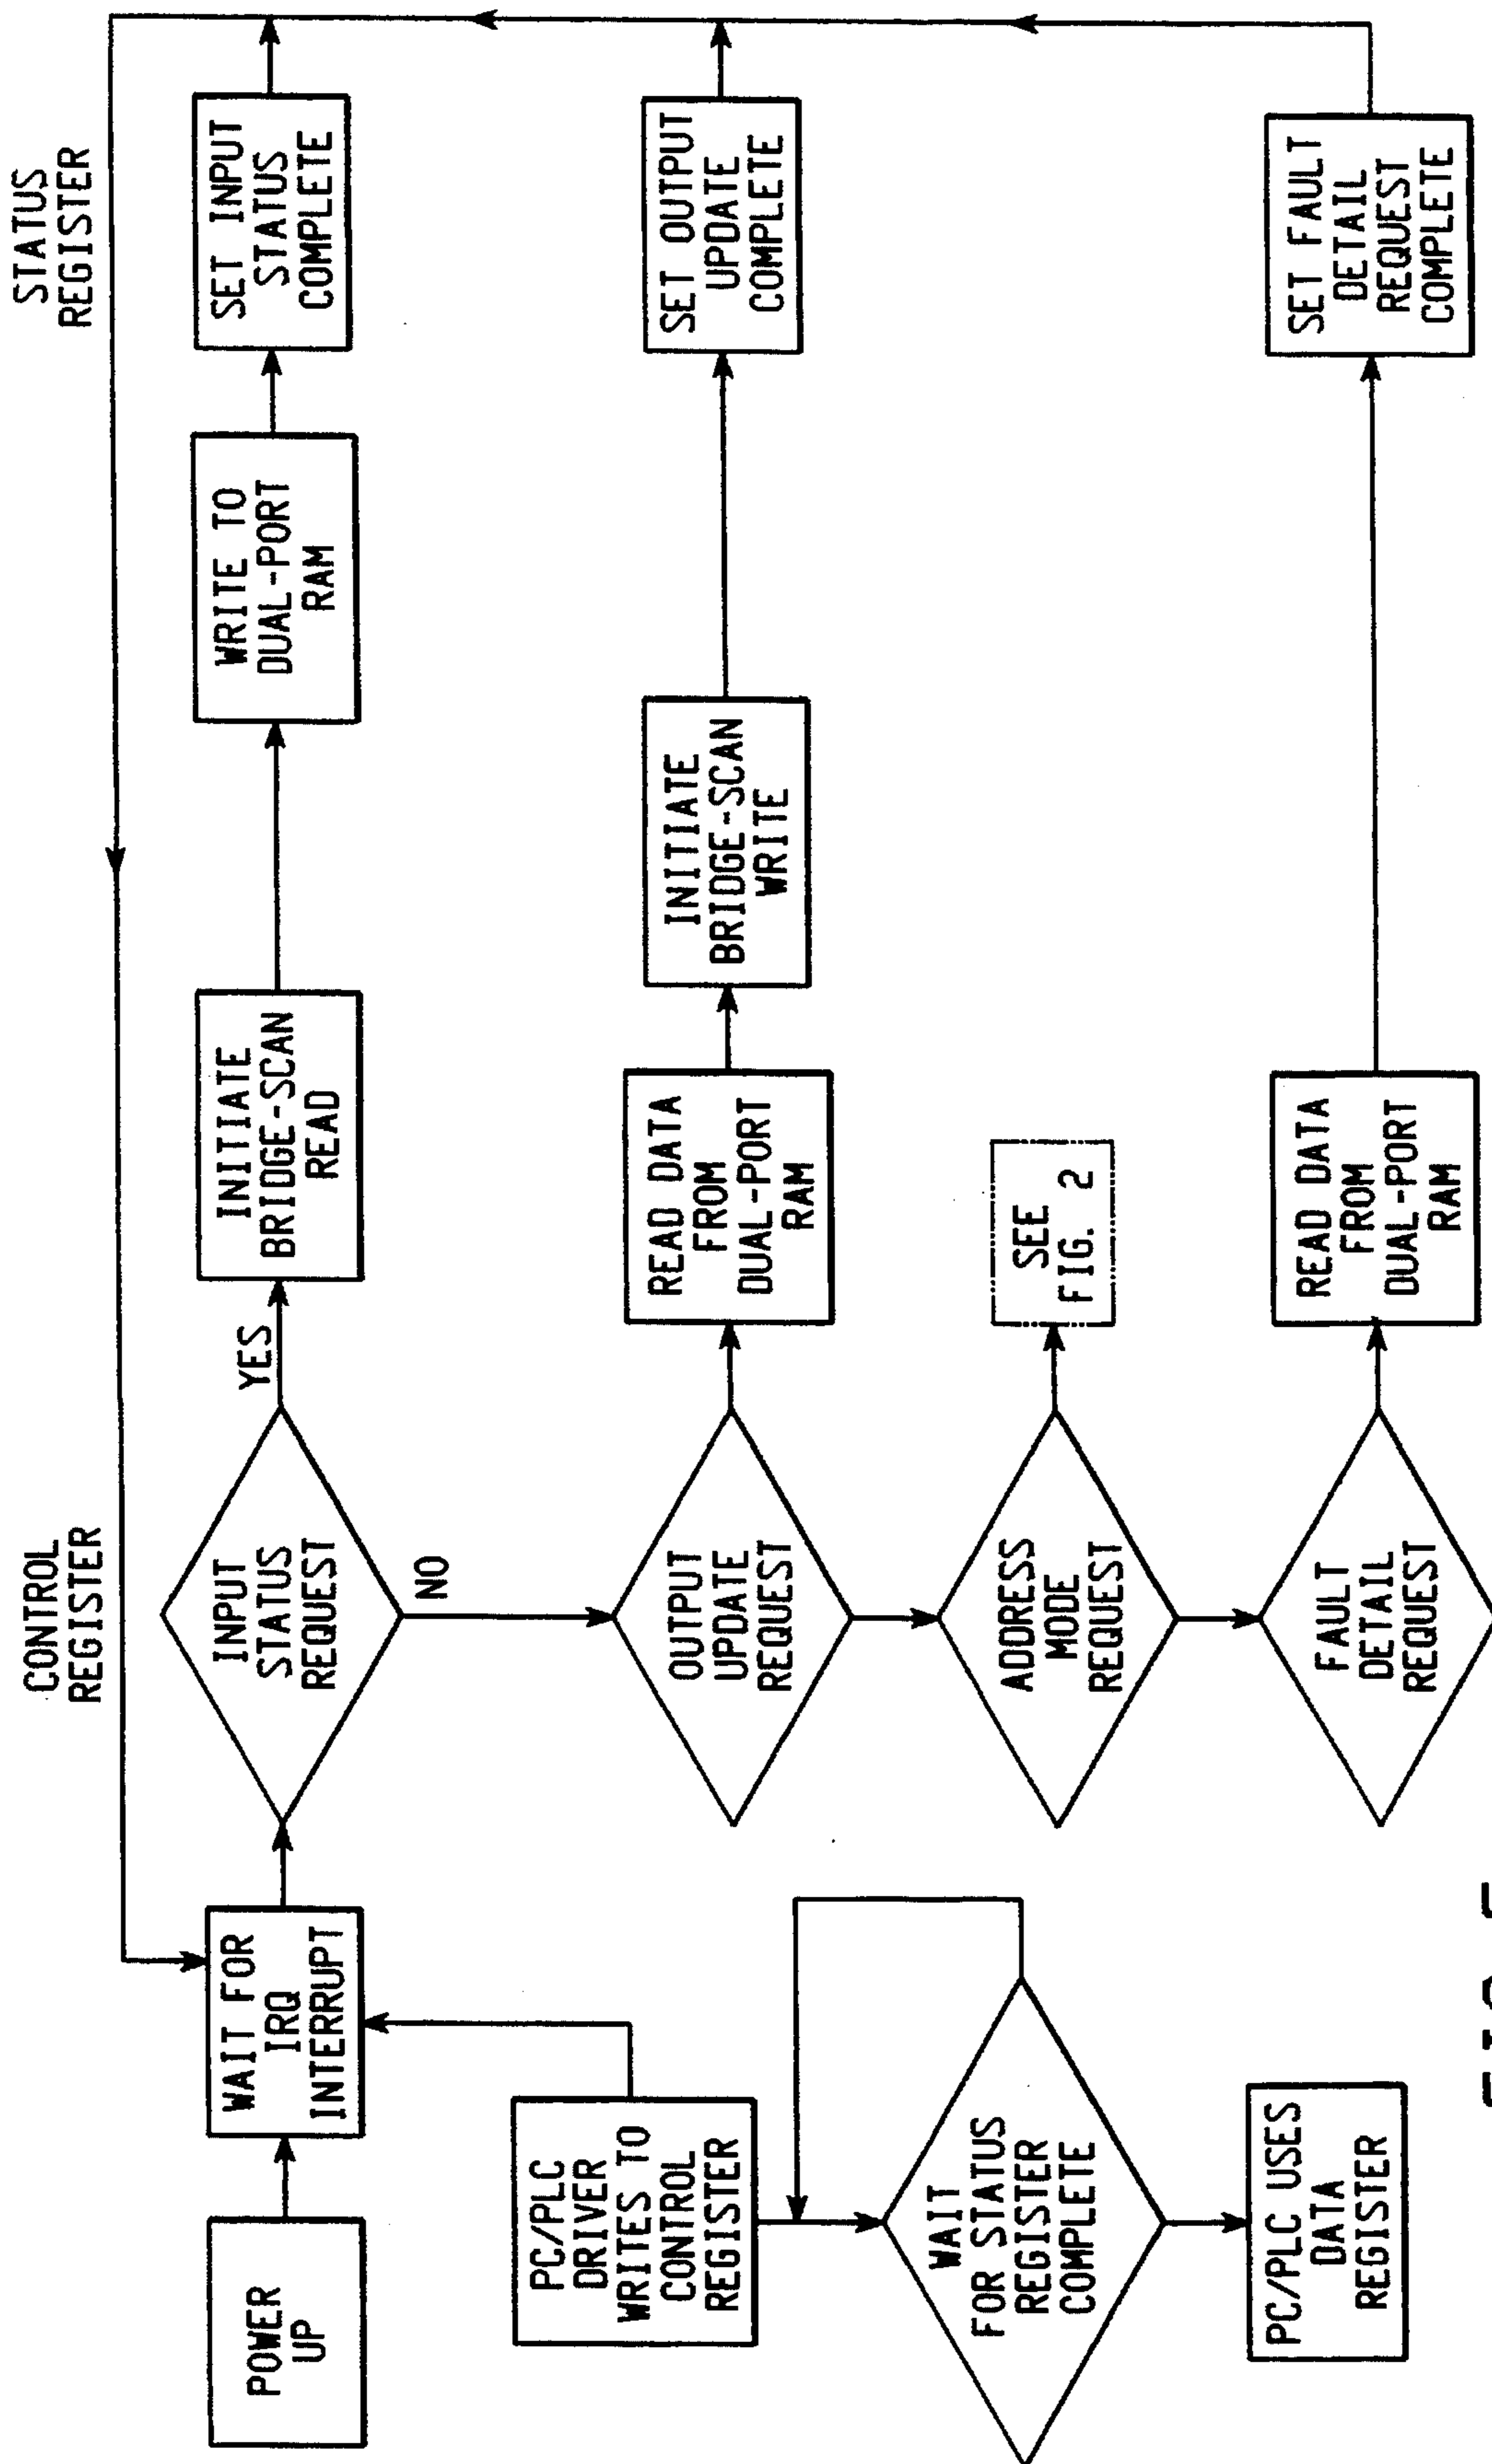 CONTROL
REGISTER
STATUS
REGISTER
POWER
UP
WAIT FOR
IRQ
INTERRUPT
INPUT
STATUS
REQUEST
YES
NO
INITIATE
BRIDGE-SCAN
READ
WRITE TO
DUAL-PORT
RAM
SET INPUT
STATUS
COMPLETE
PC/PLC
DRIVER
WRITES TO
CONTROL
REGISTER
OUTPUT
UPDATE
REQUEST
READ DATA
FROM
DUAL-PORT
RAM
INITIATE
BRIDGE-SCAN
WRITE
SET OUTPUT
UPDATE
COMPLETE
WAIT
FOR STATUS
REGISTER
COMPLETE
ADDRESS
MODE
REQUEST
SEE
FIG. 2
PC/PLC USES
DATA
REGISTER
FAULT
DETAIL
REQUEST
READ DATA
FROM
DUAL-PORT
RAM
SET FAULT
DETAIL
REQUEST
COMPLETE